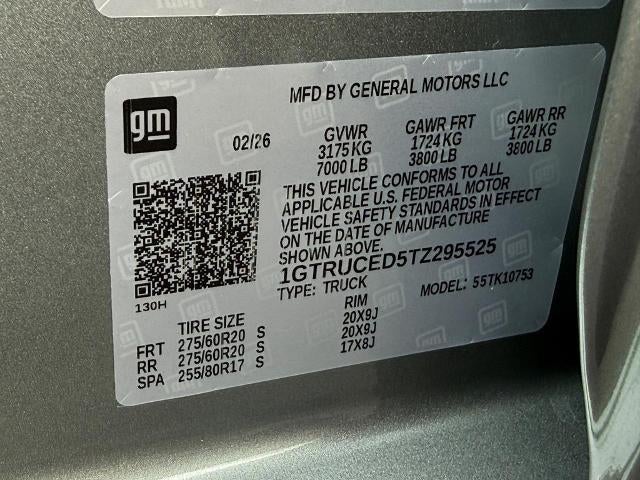 MFD BY GENERAL MOTORS LLC
gm
02/26
GVWR GAWR FRT GAWR RR
3175 KG 1724 KG 1724 KG
7000 LB 3800 LB 3800 LB
THIS VEHICLE CONFORMS TO ALL
APPLICABLE U.S. FEDERAL MOTOR
VEHICLE SAFETY STANDARDS IN EFFECT
ON THE DATE OF MANUFACTURE
SHOWN ABOVE.
1GTRUCED5TZ295525
TYPE: TRUCK MODEL: 55TK10753
130H
TIRE SIZE RIM
FRT 275/60R20 S 20X9J
RR 275/60R20 S 20X9J
SPA 255/80R17 S 17X8J